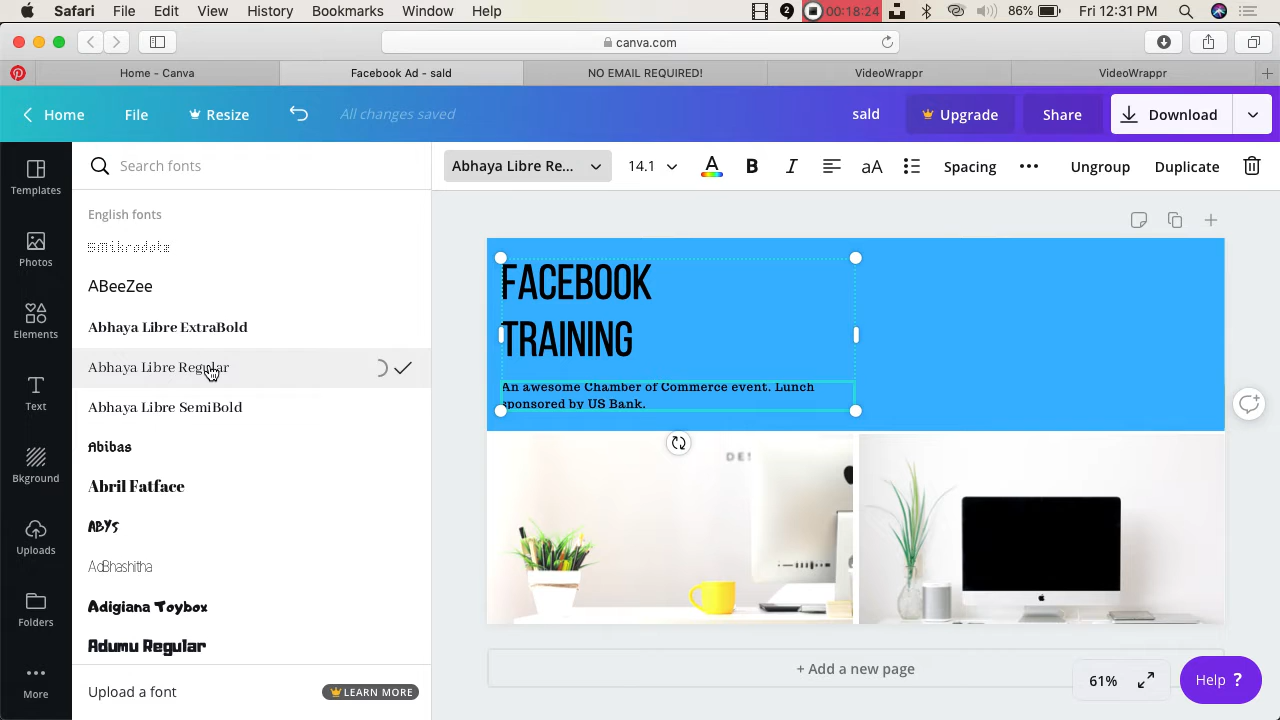 Safari File Edit View History Bookmarks Window Help 2 00:18:24 86% Fri 12:31 PM
canva.com
Home - Canva Facebook Ad - sald NO EMAIL REQUIRED! VideoWrappr VideoWrappr
Home File Resize All changes saved sald Upgrade Share Download
Search fonts
Abhaya Libre Re... 14.1 A B I aA Spacing ••• Ungroup Duplicate
Templates
Photos
Elements
Text
Bkground
Uploads
Folders
More
English fonts
ABeeZee
Abhaya Libre ExtraBold
Abhaya Libre Regular
Abhaya Libre SemiBold
Abibas
Abril Fatface
ABYS
AdBhashitha
Adigiana Toybox
Adumu Regular
Upload a font LEARN MORE
FACEBOOK
TRAINING
An awesome Chamber of Commerce event. Lunch
sponsored by US Bank.
+ Add a new page
61%
Help ?